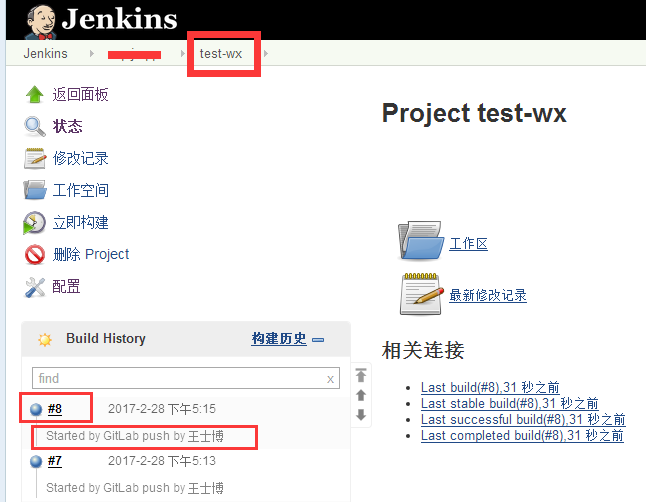 Jenkins
Jenkins
test-wx
返回面板
状态
修改记录
工作空间
立即构建
删除 Project
配置
Project test-wx
工作区
最新修改记录
相关连接
Last build(#8),31 秒之前
Last stable build(#8),31 秒之前
Last successful build(#8),31 秒之前
Last completed build(#8),31 秒之前
Build History 构建历史
find x
#8 2017-2-28 下午5:15
Started by GitLab push by 王士博
#7 2017-2-28 下午5:13
Started by GitLab push by 王士博